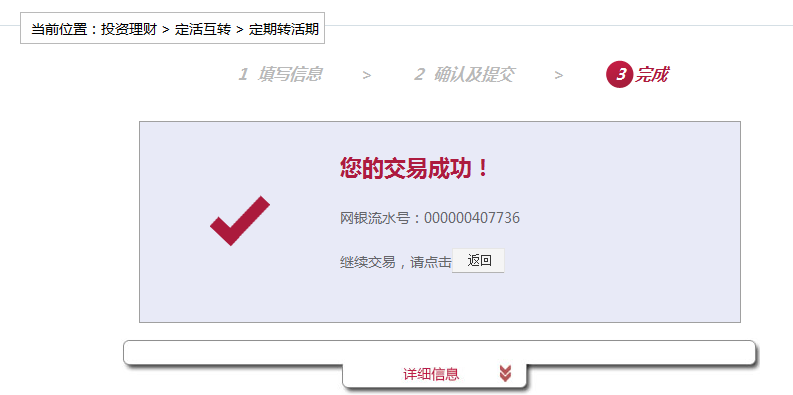 当前位置：投资理财 > 定活互转 > 定期转活期
1 填写信息 > 2 确认及提交 > 3 完成
您的交易成功！
网银流水号：000000407736
继续交易，请点击 返回
详细信息